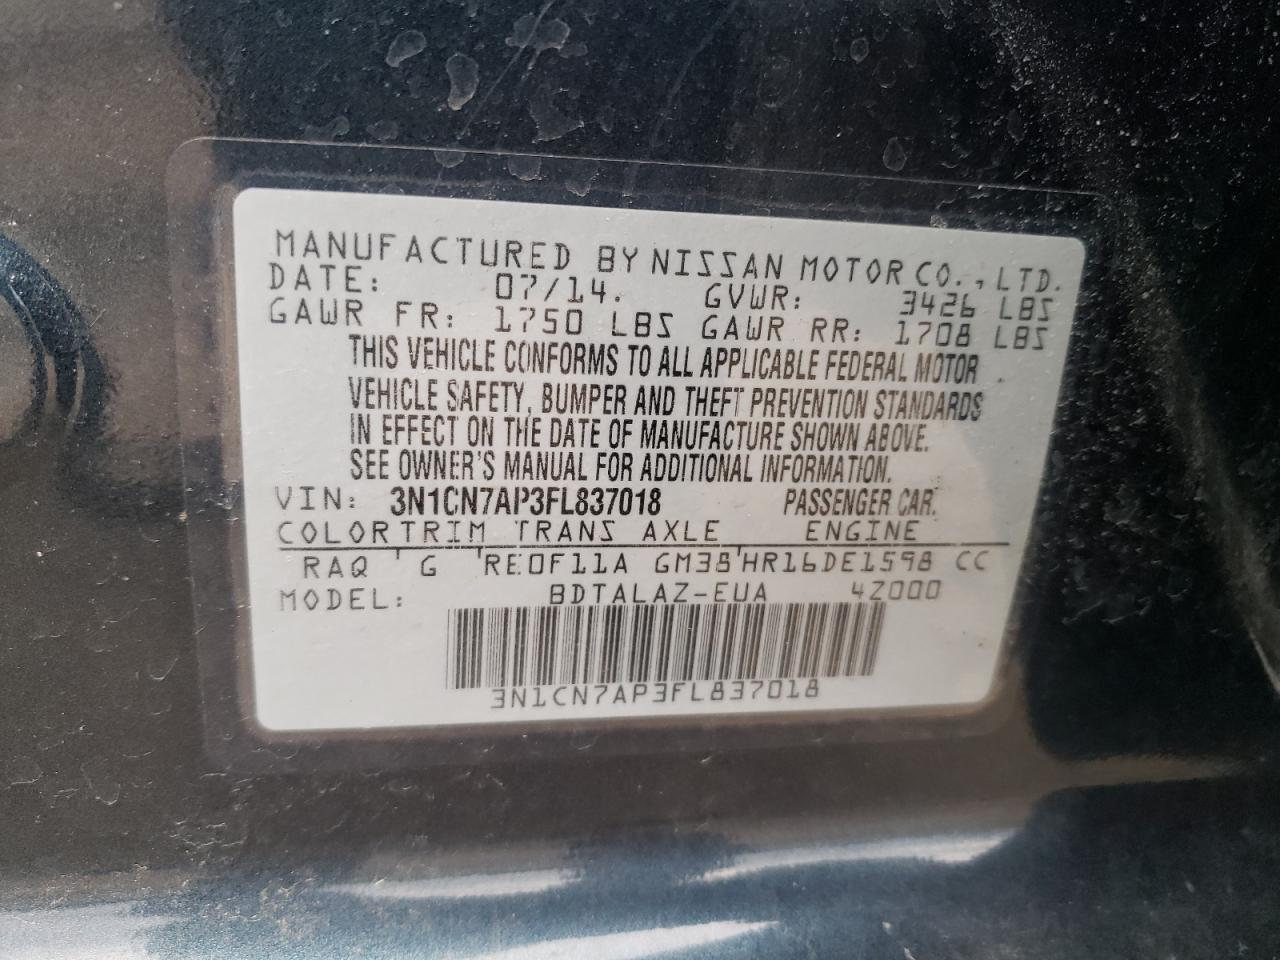 MANUFACTURED BY NISSAN MOTOR CO., LTD.
DATE: 07/14. GVWR: 3426 LBS
GAWR FR: 1750 LBS GAWR RR: 1708 LBS
THIS VEHICLE CONFORMS TO ALL APPLICABLE FEDERAL MOTOR
VEHICLE SAFETY, BUMPER AND THEFT PREVENTION STANDARDS
IN EFFECT ON THE DATE OF MANUFACTURE SHOWN ABOVE.
SEE OWNER'S MANUAL FOR ADDITIONAL INFORMATION.
VIN: 3N1CN7AP3FL837018 PASSENGER CAR.
COLOR TRIM TRANS AXLE ENGINE
RAQ ' G 'RE0F11A GM38'HR16DE1598 CC
MODEL: BDTALAZ-EUA 4Z000
3N1CN7AP3FL837018